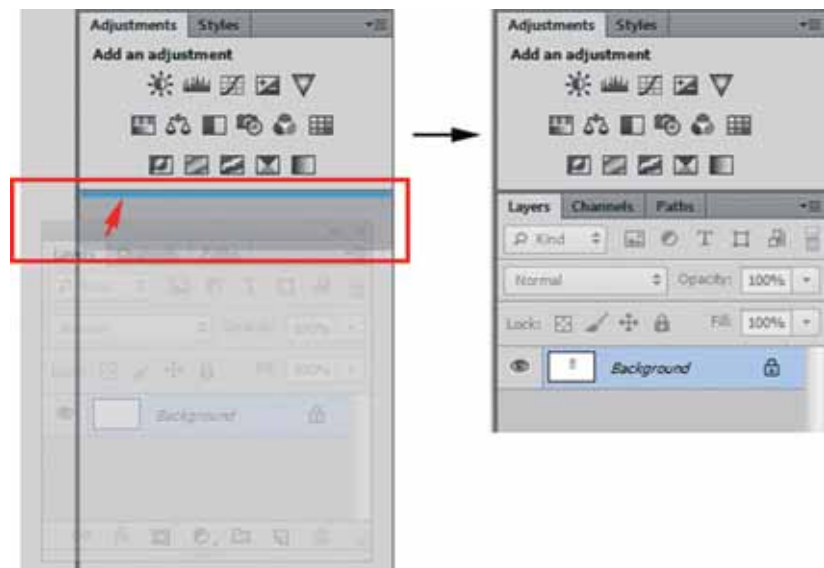 Adjustments Styles
Add an adjustment
Background
Adjustments Styles
Add an adjustment
Layers Channels Paths
Kind
Normal Opacity: 100%
Lock: Fill: 100%
Background